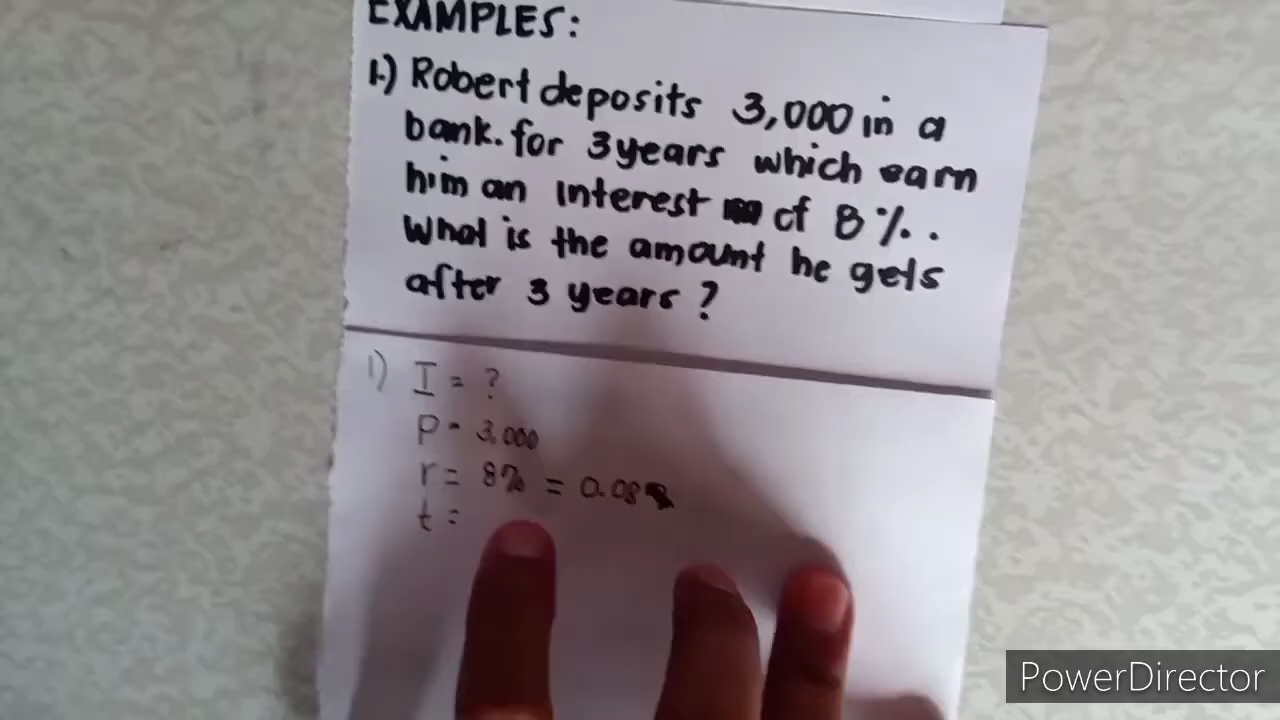 EXAMPLES:
1.) Robert deposits 3,000 in a
bank. for 3 years which earn
him an interest of 8%.
What is the amount he gets
after 3 years?
1) I = ?
P = 3,000
r = 8% = 0.08
t =
PowerDirector